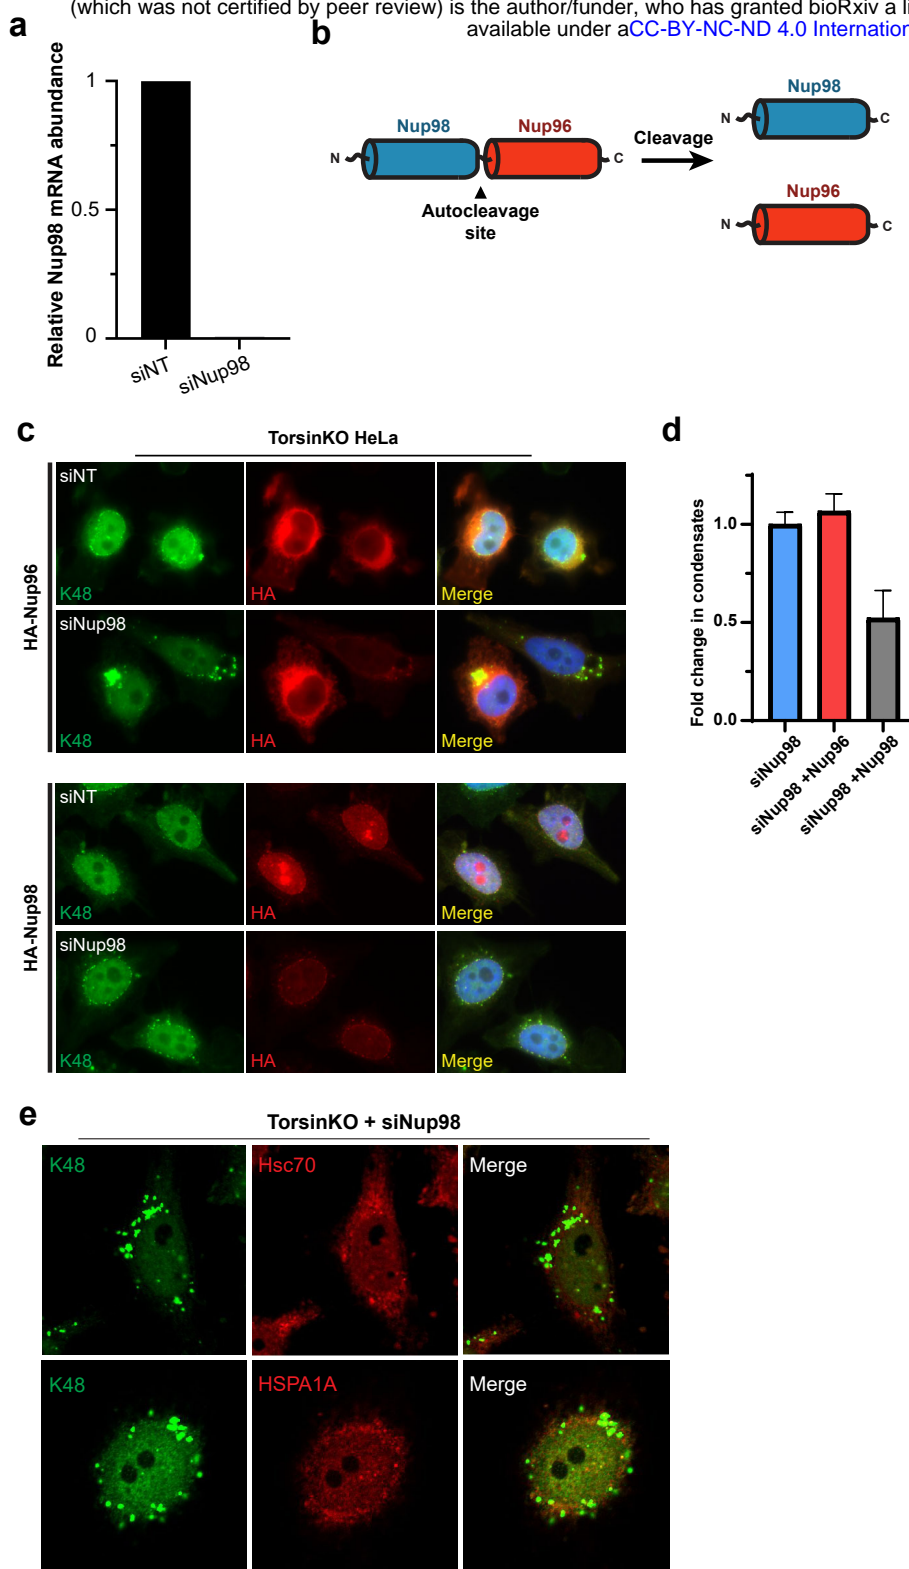 (which was not certified by peer review) is the author/funder, who has granted bioRxiv a li
available under aCC-BY-NC-ND 4.0 Internation
a
b
Relative Nup98 mRNA abundance
1
0.5
0
siNT
siNup98
Nup98
Nup96
N
C
Autocleavage
site
Cleavage
Nup98
N
C
Nup96
N
C
c
TorsinKO HeLa
HA-Nup96
siNT
K48
HA
Merge
siNup98
K48
HA
Merge
HA-Nup98
siNT
K48
HA
Merge
siNup98
K48
HA
Merge
d
Fold change in condensates
1.0
0.5
0.0
siNup98
siNup98 +Nup96
siNup98 +Nup98
e
TorsinKO + siNup98
K48
Hsc70
Merge
K48
HSPA1A
Merge